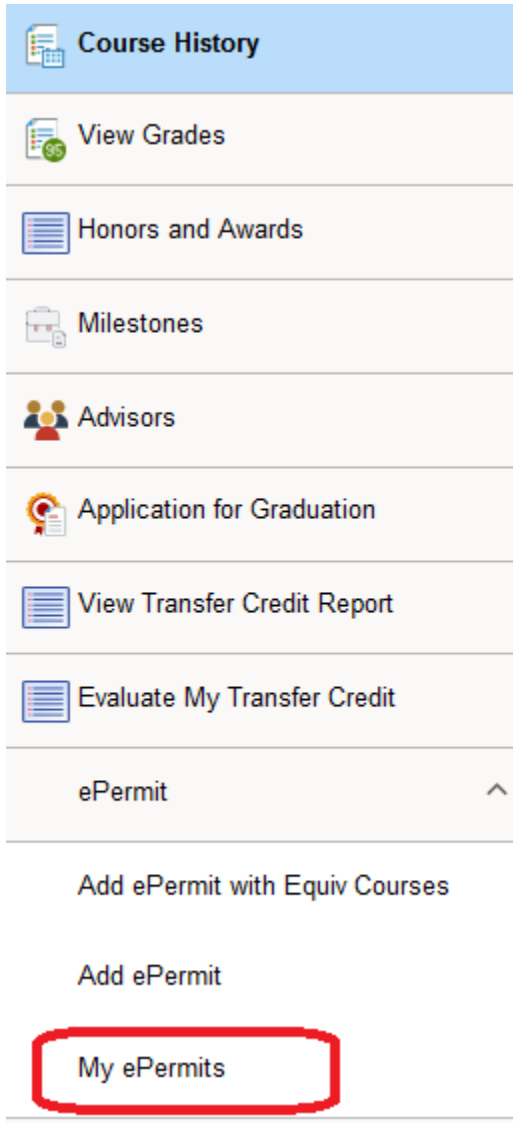 Course History
95
View Grades
Honors and Awards
Milestones
Advisors
Application for Graduation
View Transfer Credit Report
Evaluate My Transfer Credit
ePermit
Add ePermit with Equiv Courses
Add ePermit
My ePermits